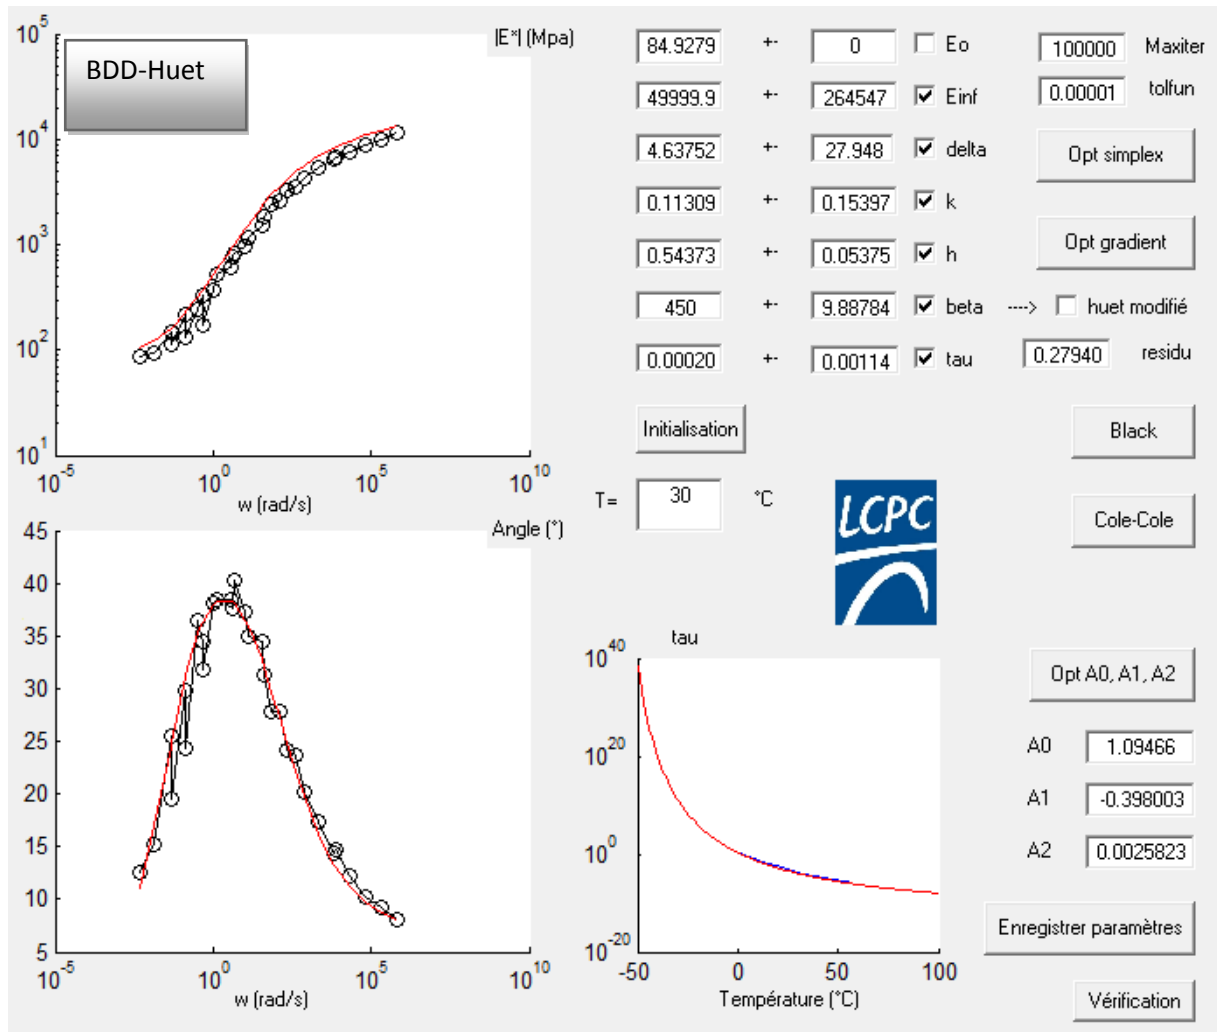 10^5
|E*| (Mpa)
BDD-Huet
10^4
10^3
10^2
10^1
10^-5
10^0
10^5
10^10
w (rad/s)
84.9279 +- 0 Eo
49999.9 +- 264547 Einf
4.63752 +- 27.948 delta
0.11309 +- 0.15397 k
0.54373 +- 0.05375 h
450 +- 9.88784 beta ----> huet modifié
0.00020 +- 0.00114 tau
0.27940 residu
100000 Maxiter
0.00001 tolfun
Opt simplex
Opt gradient
Initialisation
Black
T= 30 °C
LCPC
Cole-Cole
Angle (°)
45
40
35
30
25
20
15
10
5
10^-5
10^0
10^5
10^10
w (rad/s)
tau
10^40
10^20
10^0
10^-20
-50
0
50
100
Température (°C)
Opt A0, A1, A2
A0 1.09466
A1 -0.398003
A2 0.0025823
Enregistrer paramètres
Vérification